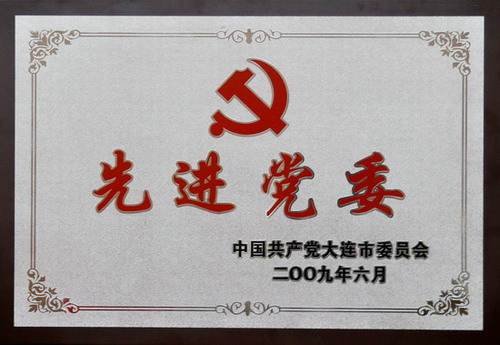 先进党委
中国共产党大连市委员会
二OO九年六月